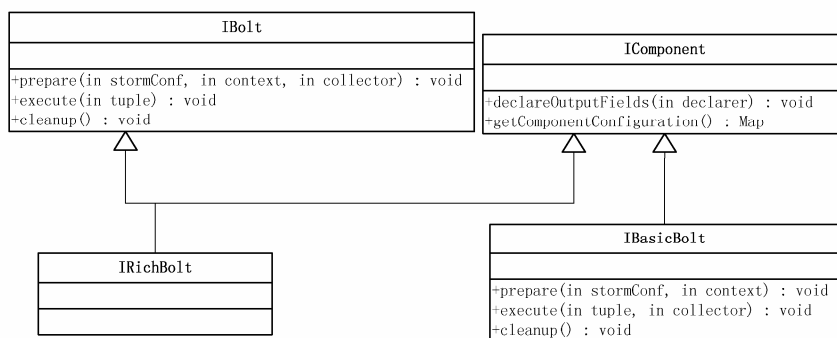 IBolt
+prepare(in stormConf, in context, in collector) : void
+execute(in tuple) : void
+cleanup() : void
IComponent
+declareOutputFields(in declarer) : void
+getComponentConfiguration() : Map
IRichBolt
IBasicBolt
+prepare(in stormConf, in context) : void
+execute(in tuple, in collector) : void
+cleanup() : void